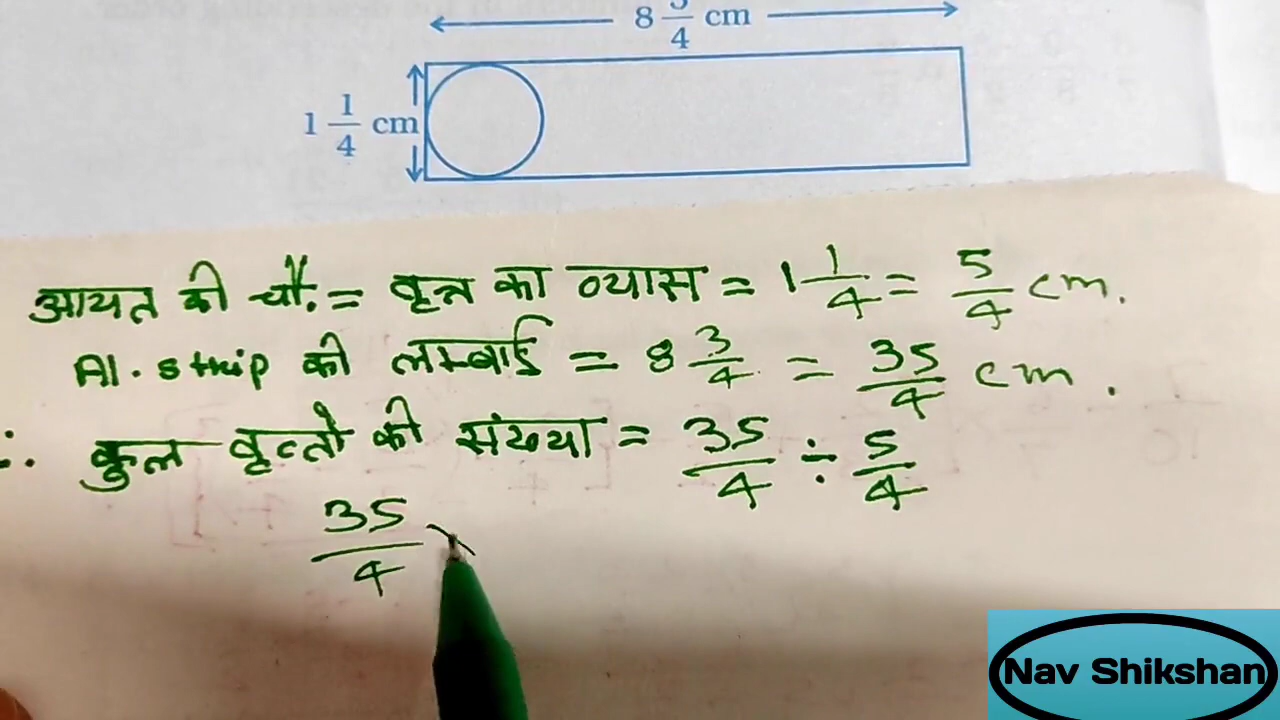 8 3/4 cm
1 1/4 cm
आयत की चौ. = वृत्त का व्यास = 1 1/4 = 5/4 cm.
Al. strip की लम्बाई = 8 3/4 = 35/4 cm.
∴ कुल वृत्तो की संख्या = 35/4 ÷ 5/4
35/4
Nav Shikshan